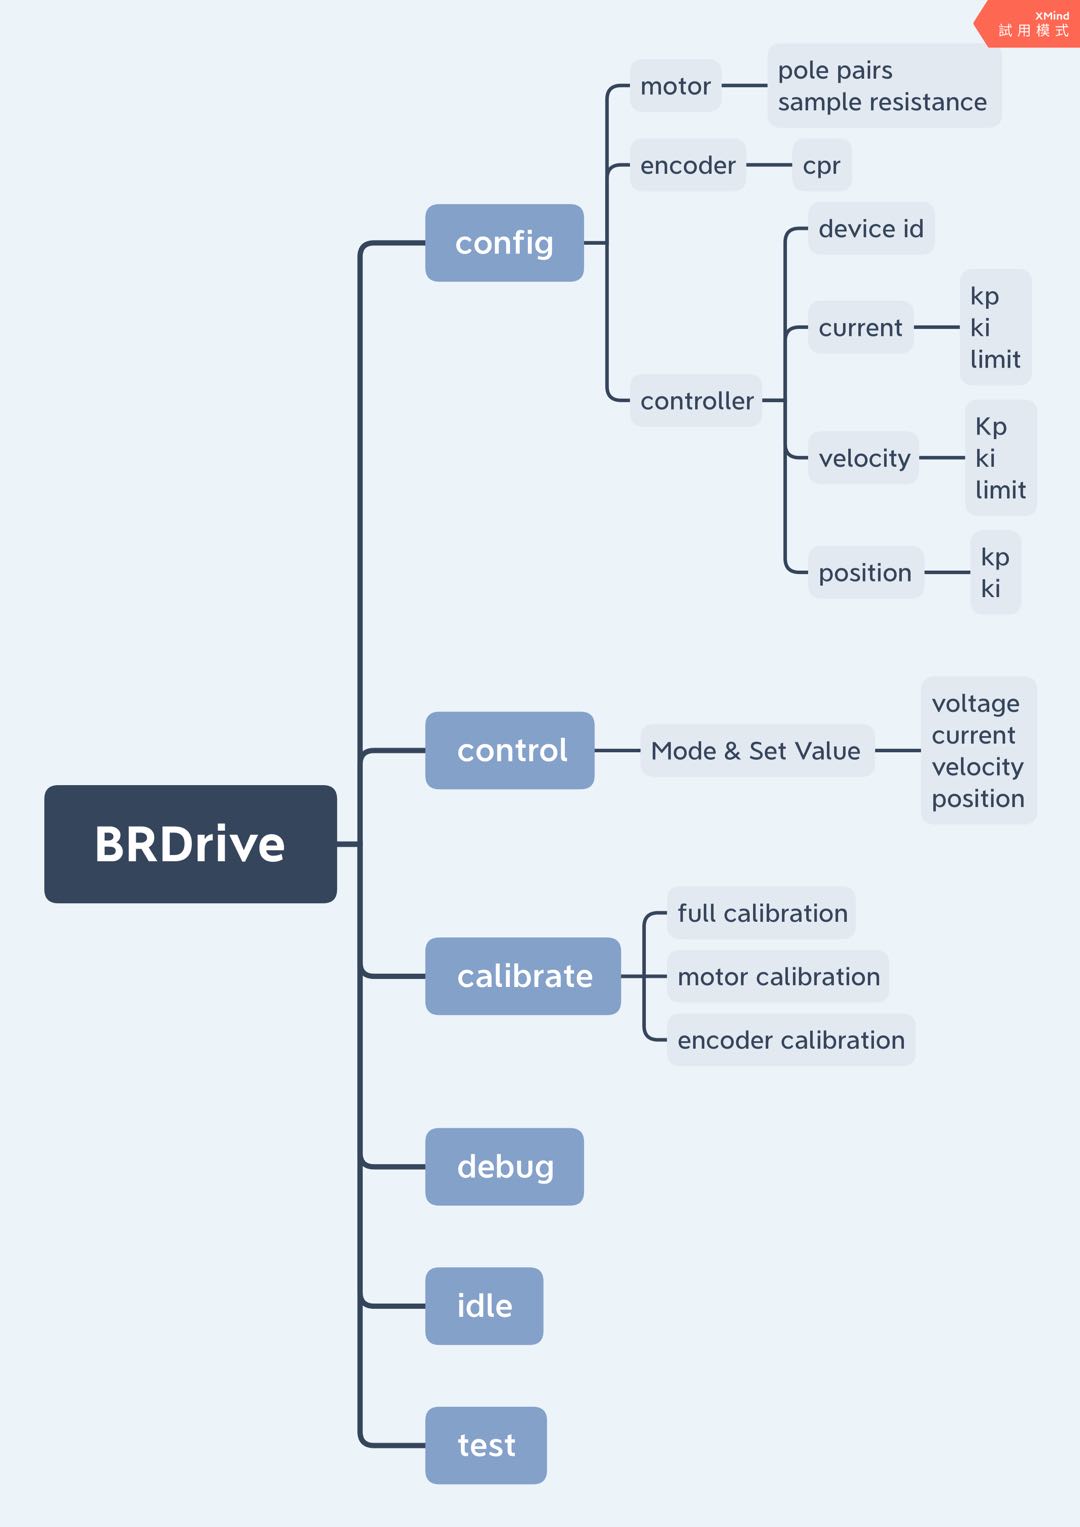 XMind
試用模式
motor
pole pairs
sample resistance
encoder
cpr
config
device id
current
kp
ki
limit
controller
velocity
Kp
ki
limit
position
kp
ki
control
Mode & Set Value
voltage
current
velocity
position
BRDrive
calibrate
full calibration
motor calibration
encoder calibration
debug
idle
test